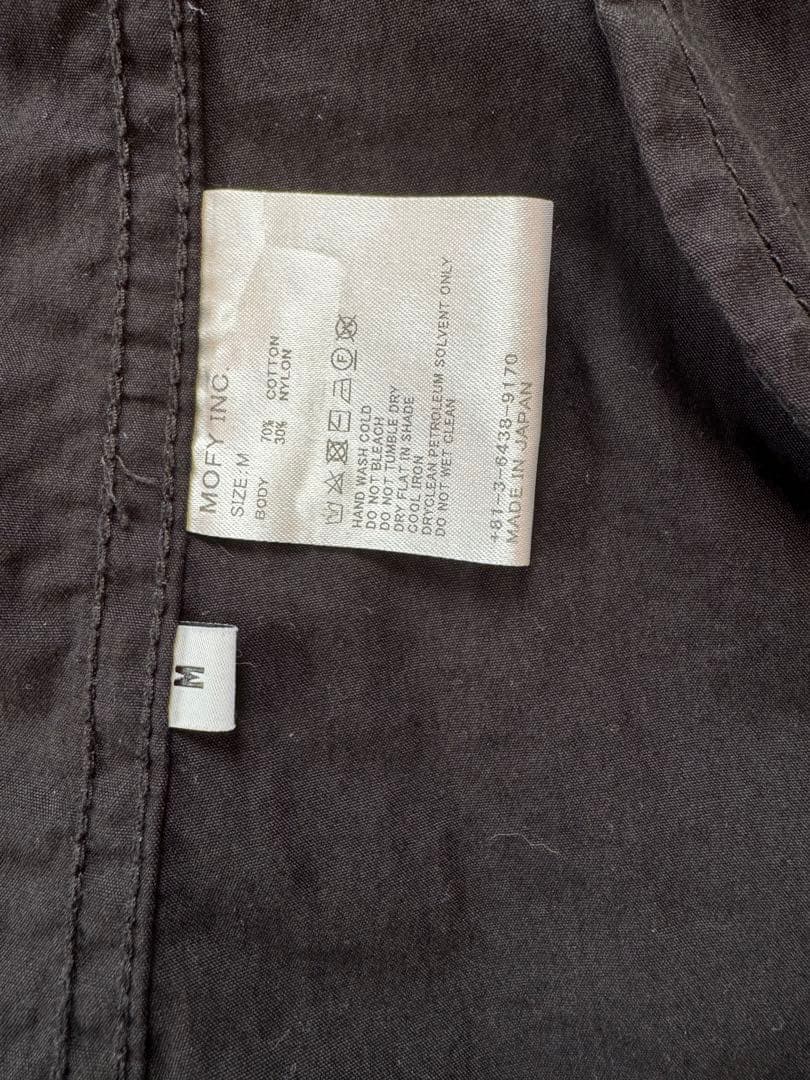 MOFY INC.
SIZE: M
BODY 70% COTTON
30% NYLON
HAND WASH COLD
DO NOT BLEACH
DO NOT TUMBLE DRY
DRY FLAT IN SHADE
COOL IRON
DRYCLEAN PETROLEUM SOLVENT ONLY
DO NOT WET CLEAN
+81-3-6438-9170
MADE IN JAPAN
M